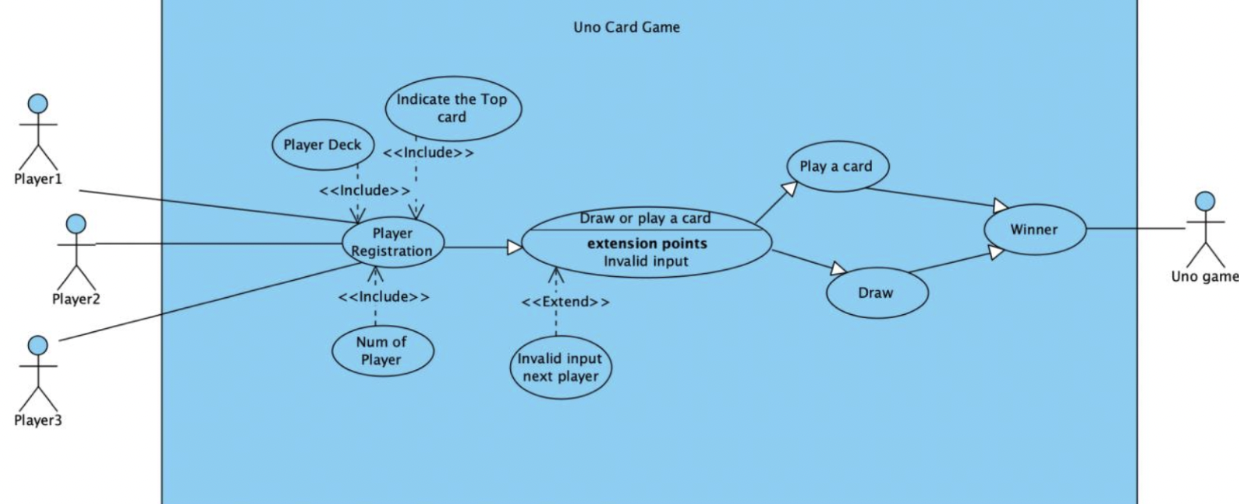 Uno Card Game
Indicate the Top
card
Player Deck
<<Include>>
<<Include>>
Player1
Play a card
Draw or play a card
extension points
Invalid input
Player
Registration
Winner
Uno game
Player2
<<Include>>
<<Extend>>
Draw
Num of
Player
Invalid input
next player
Player3